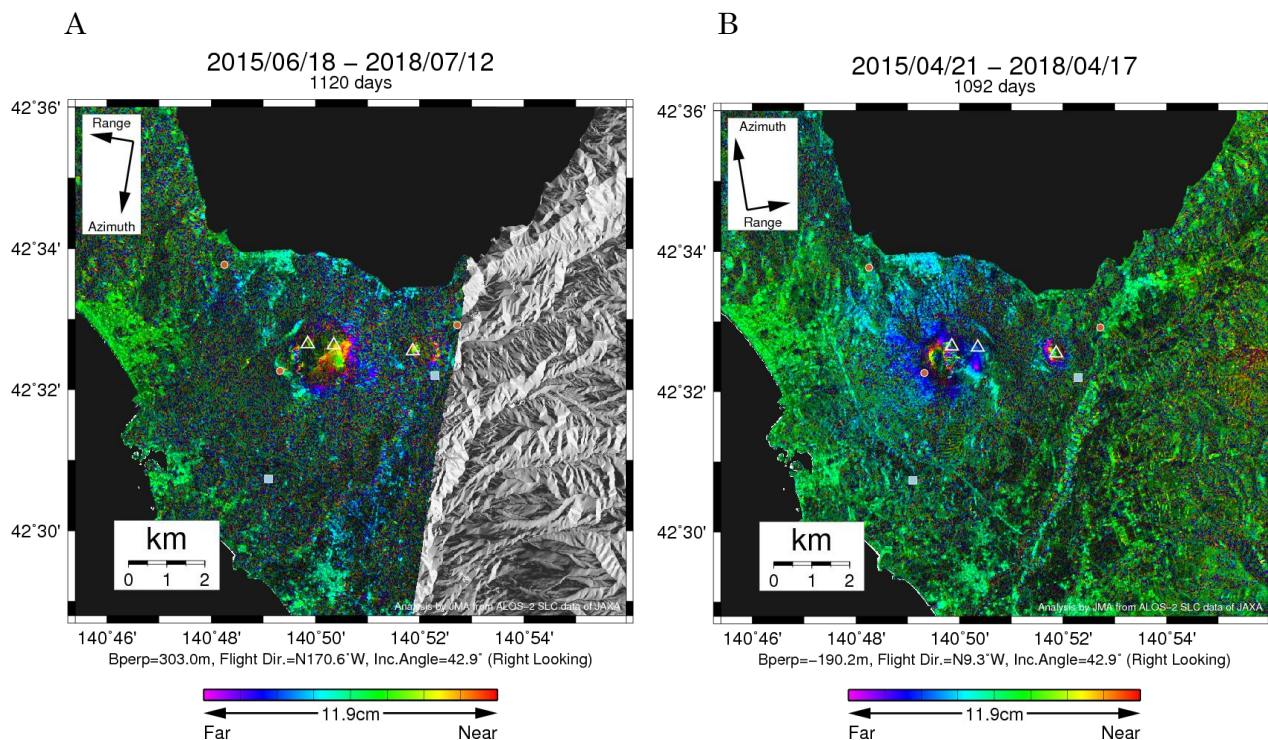 A
2015/06/18 − 2018/07/12
1120 days
42˚36'
42˚34'
42˚32'
42˚30'
Range
Azimuth
km
0 1 2
Analysis by JMA from ALOS−2 SLC data of JAXA
140˚46' 140˚48' 140˚50' 140˚52' 140˚54'
Bperp=303.0m, Flight Dir.=N170.6˚W, Inc.Angle=42.9˚ (Right Looking)
11.9cm
Far Near
B
2015/04/21 − 2018/04/17
1092 days
42˚36'
42˚34'
42˚32'
42˚30'
Azimuth
Range
km
0 1 2
Analysis by JMA from ALOS−2 SLC data of JAXA
140˚46' 140˚48' 140˚50' 140˚52' 140˚54'
Bperp=−190.2m, Flight Dir.=N9.3˚W, Inc.Angle=42.9˚ (Right Looking)
11.9cm
Far Near